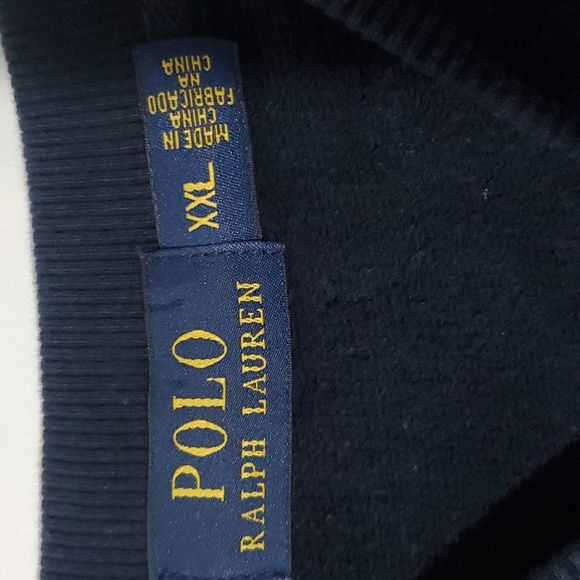 POLO
RALPH LAUREN
XXL
MADE IN
CHINA
FABRICADO
NA
CHINA